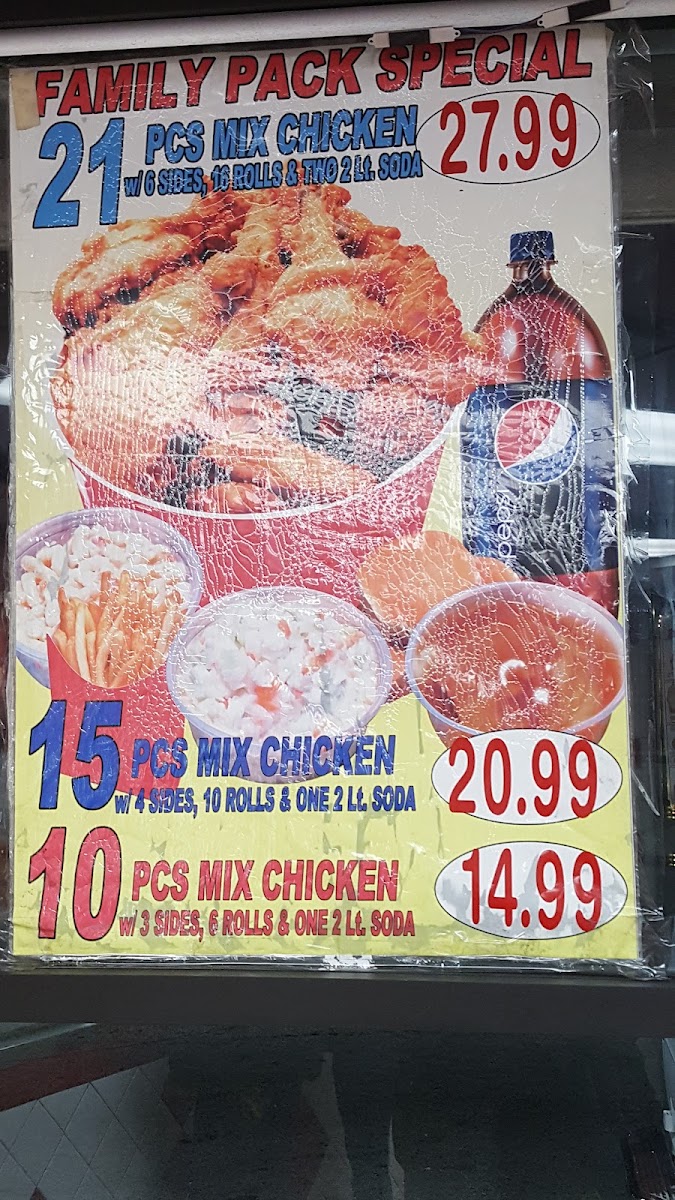 FAMILY PACK SPECIAL
21 PCS MIX CHICKEN 27.99
w/ 6 SIDES, 16 ROLLS & TWO 2 Lt. SODA
pepsi
15 PCS MIX CHICKEN 20.99
w/ 4 SIDES, 10 ROLLS & ONE 2 Lt. SODA
10 PCS MIX CHICKEN 14.99
w/ 3 SIDES, 6 ROLLS & ONE 2 Lt. SODA